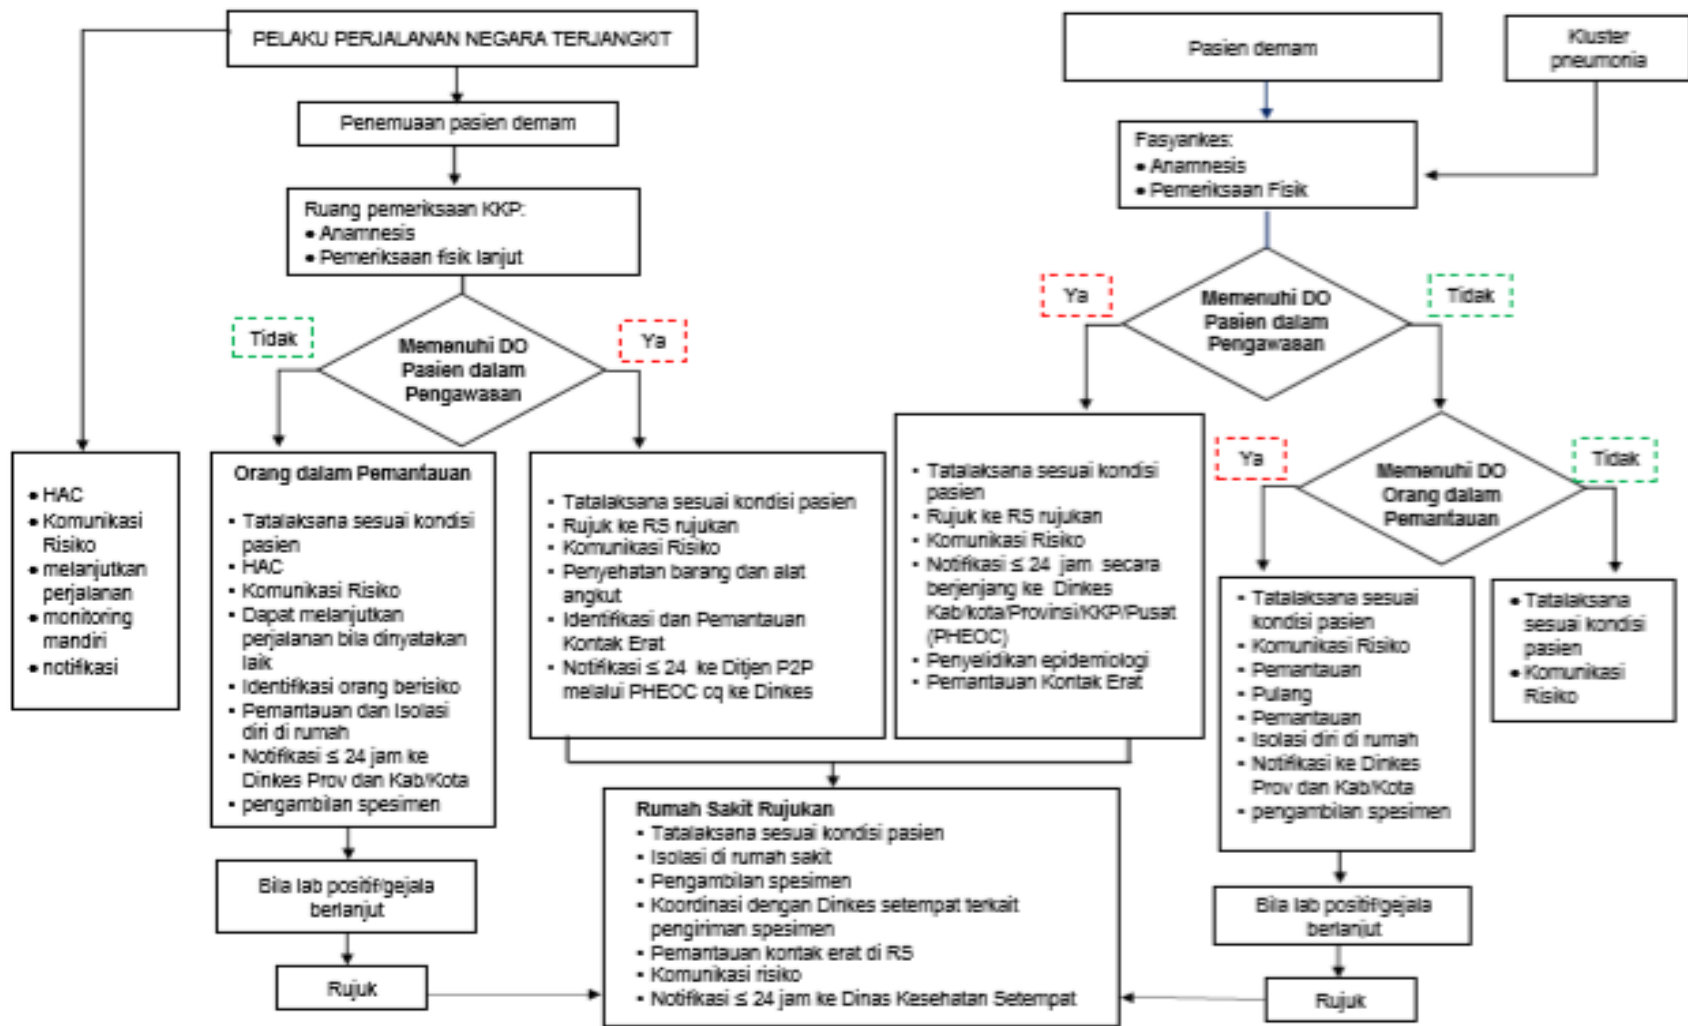 PELAKU PERJALANAN NEGARA TERJANGKIT
Penemuaan pasien demam
Ruang pemeriksaan KKP:
• Anamnesis
• Pemeriksaan fisik lanjut
Tidak
Memenuhi DO
Pasien dalam
Pengawasan
Ya
• HAC
• Komunikasi
Risiko
• melanjutkan
perjalanan
• monitoring
mandiri
• notifikasi
Orang dalam Pemantauan
▪ Tatalaksana sesuai kondisi
pasien
▪ HAC
▪ Komunikasi Risiko
▪ Dapat melanjutkan
perjalanan bila dinyatakan
laik
▪ Identifikasi orang berisiko
▪ Pemantauan dan Isolasi
diri di rumah
▪ Notifikasi ≤ 24 jam ke
Dinkes Prov dan Kab/Kota
▪ pengambilan spesimen
Bila lab positif/gejala
berlanjut
Rujuk
▪ Tatalaksana sesuai kondisi pasien
▪ Rujuk ke RS rujukan
▪ Komunikasi Risiko
▪ Penyehatan barang dan alat
angkut
▪ Identifikasi dan Pemantauan
Kontak Erat
▪ Notifikasi ≤ 24 ke Ditjen P2P
melalui PHEOC cq ke Dinkes
Pasien demam
Kluster
pneumonia
Fasyankes:
• Anamnesis
• Pemeriksaan Fisik
Ya
Memenuhi DO
Pasien dalam
Pengawasan
Tidak
▪ Tatalaksana sesuai kondisi
pasien
▪ Rujuk ke RS rujukan
▪ Komunikasi Risiko
▪ Notifikasi ≤ 24 jam secara
berjenjang ke Dinkes
Kab/kota/Provinsi/KKP/Pusat
(PHEOC)
▪ Penyelidikan epidemiologi
▪ Pemantauan Kontak Erat
Ya
Memenuhi DO
Orang dalam
Pemantauan
Tidak
▪ Tatalaksana sesuai
kondisi pasien
▪ Komunikasi Risiko
▪ Pemantauan
▪ Pulang
▪ Pemantauan
▪ Isolasi diri di rumah
▪ Notifikasi ke Dinkes
Prov dan Kab/Kota
▪ pengambilan spesimen
• Tatalaksana
sesuai kondisi
pasien
• Komunikasi
Risiko
Bila lab positif/gejala
berlanjut
Rujuk
Rumah Sakit Rujukan
▪ Tatalaksana sesuai kondisi pasien
▪ Isolasi di rumah sakit
▪ Pengambilan spesimen
▪ Koordinasi dengan Dinkes setempat terkait
pengiriman spesimen
▪ Pemantauan kontak erat di RS
▪ Komunikasi risiko
▪ Notifikasi ≤ 24 jam ke Dinas Kesehatan Setempat